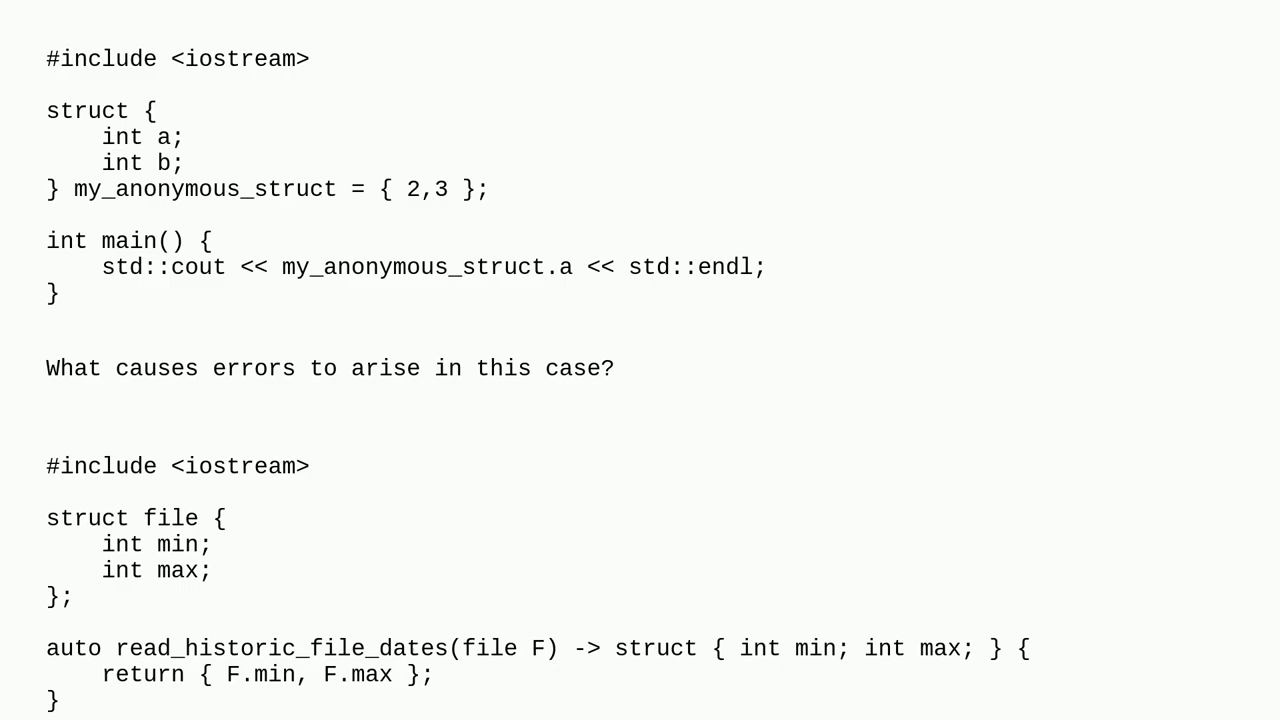 #include <iostream>
struct {
    int a;
    int b;
} my_anonymous_struct = { 2,3 };
int main() {
    std::cout << my_anonymous_struct.a << std::endl;
}
What causes errors to arise in this case?
#include <iostream>
struct file {
    int min;
    int max;
};
auto read_historic_file_dates(file F) -> struct { int min; int max; } {
    return { F.min, F.max };
}